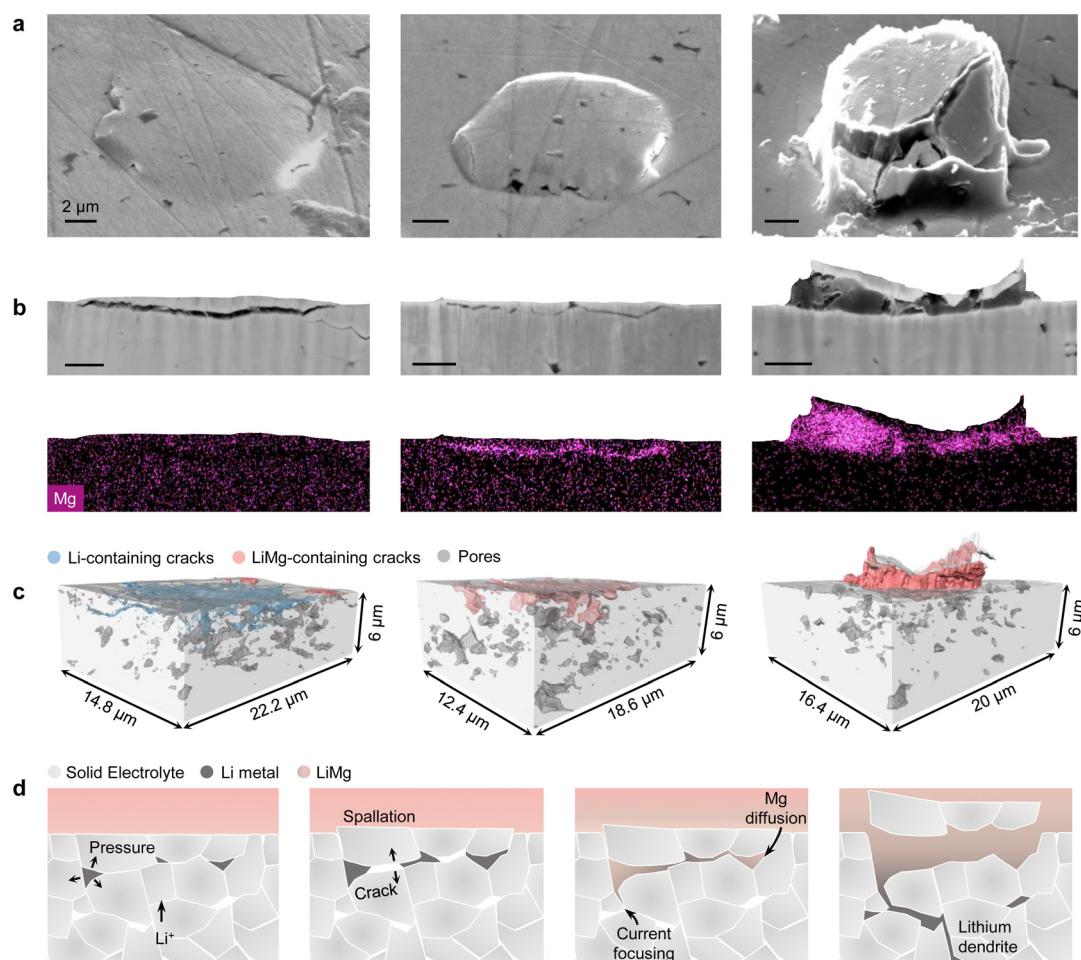 a
2 µm
b
Mg
Li-containing cracks LiMg-containing cracks Pores
c
6 µm
14.8 µm
22.2 µm
6 µm
12.4 µm
18.6 µm
6 µm
16.4 µm
20 µm
Solid Electrolyte Li metal LiMg
d
Pressure
Li⁺
Spallation
Crack
Mg
diffusion
Current
focusing
Lithium
dendrite